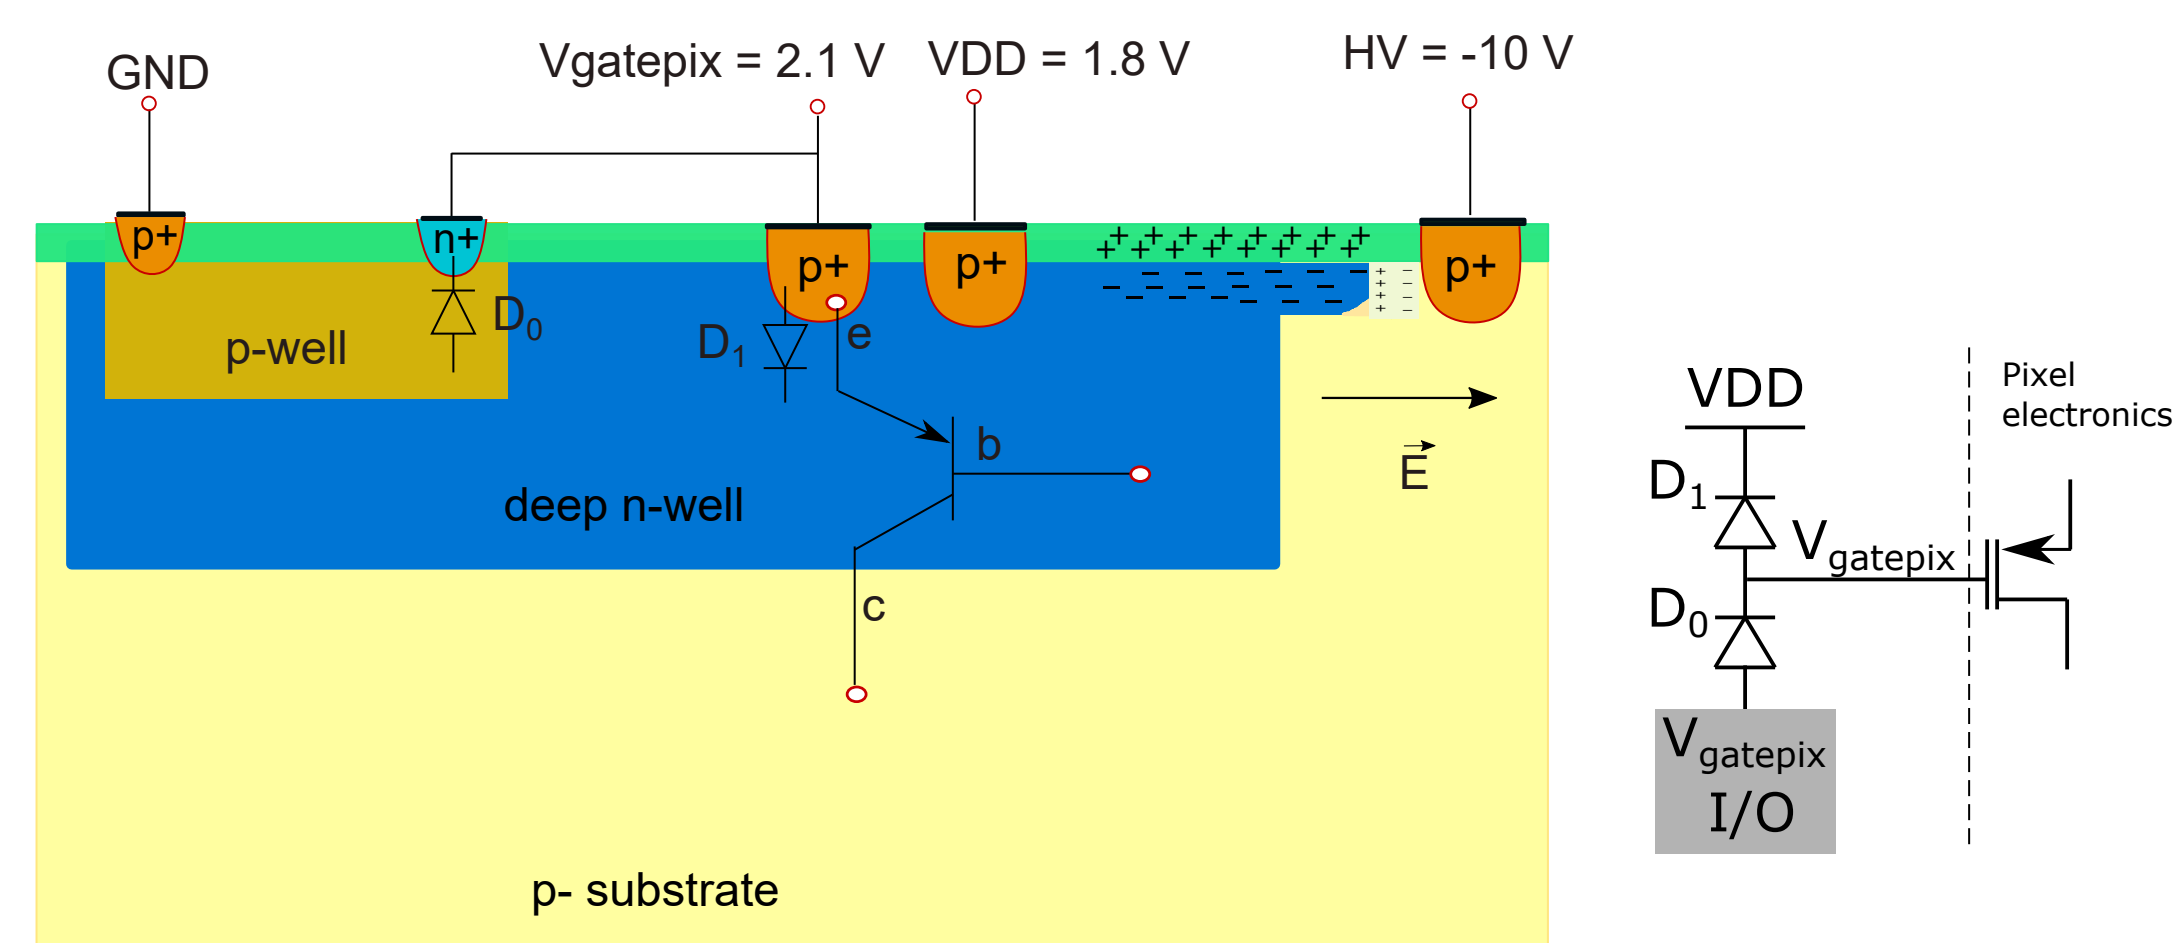 GND
Vgatepix = 2.1 V
VDD = 1.8 V
HV = -10 V
p+
n+
p+
p+
p+
+ + + + + + + +
+ + + + + + + +
− − − − − − −
− − − − − − −
− − − − −
+ −
+ −
+ −
+ −
D0
p-well
D1
e
b
E
deep n-well
c
p- substrate
VDD
Pixel
electronics
D1
Vgatepix
D0
Vgatepix
I/O